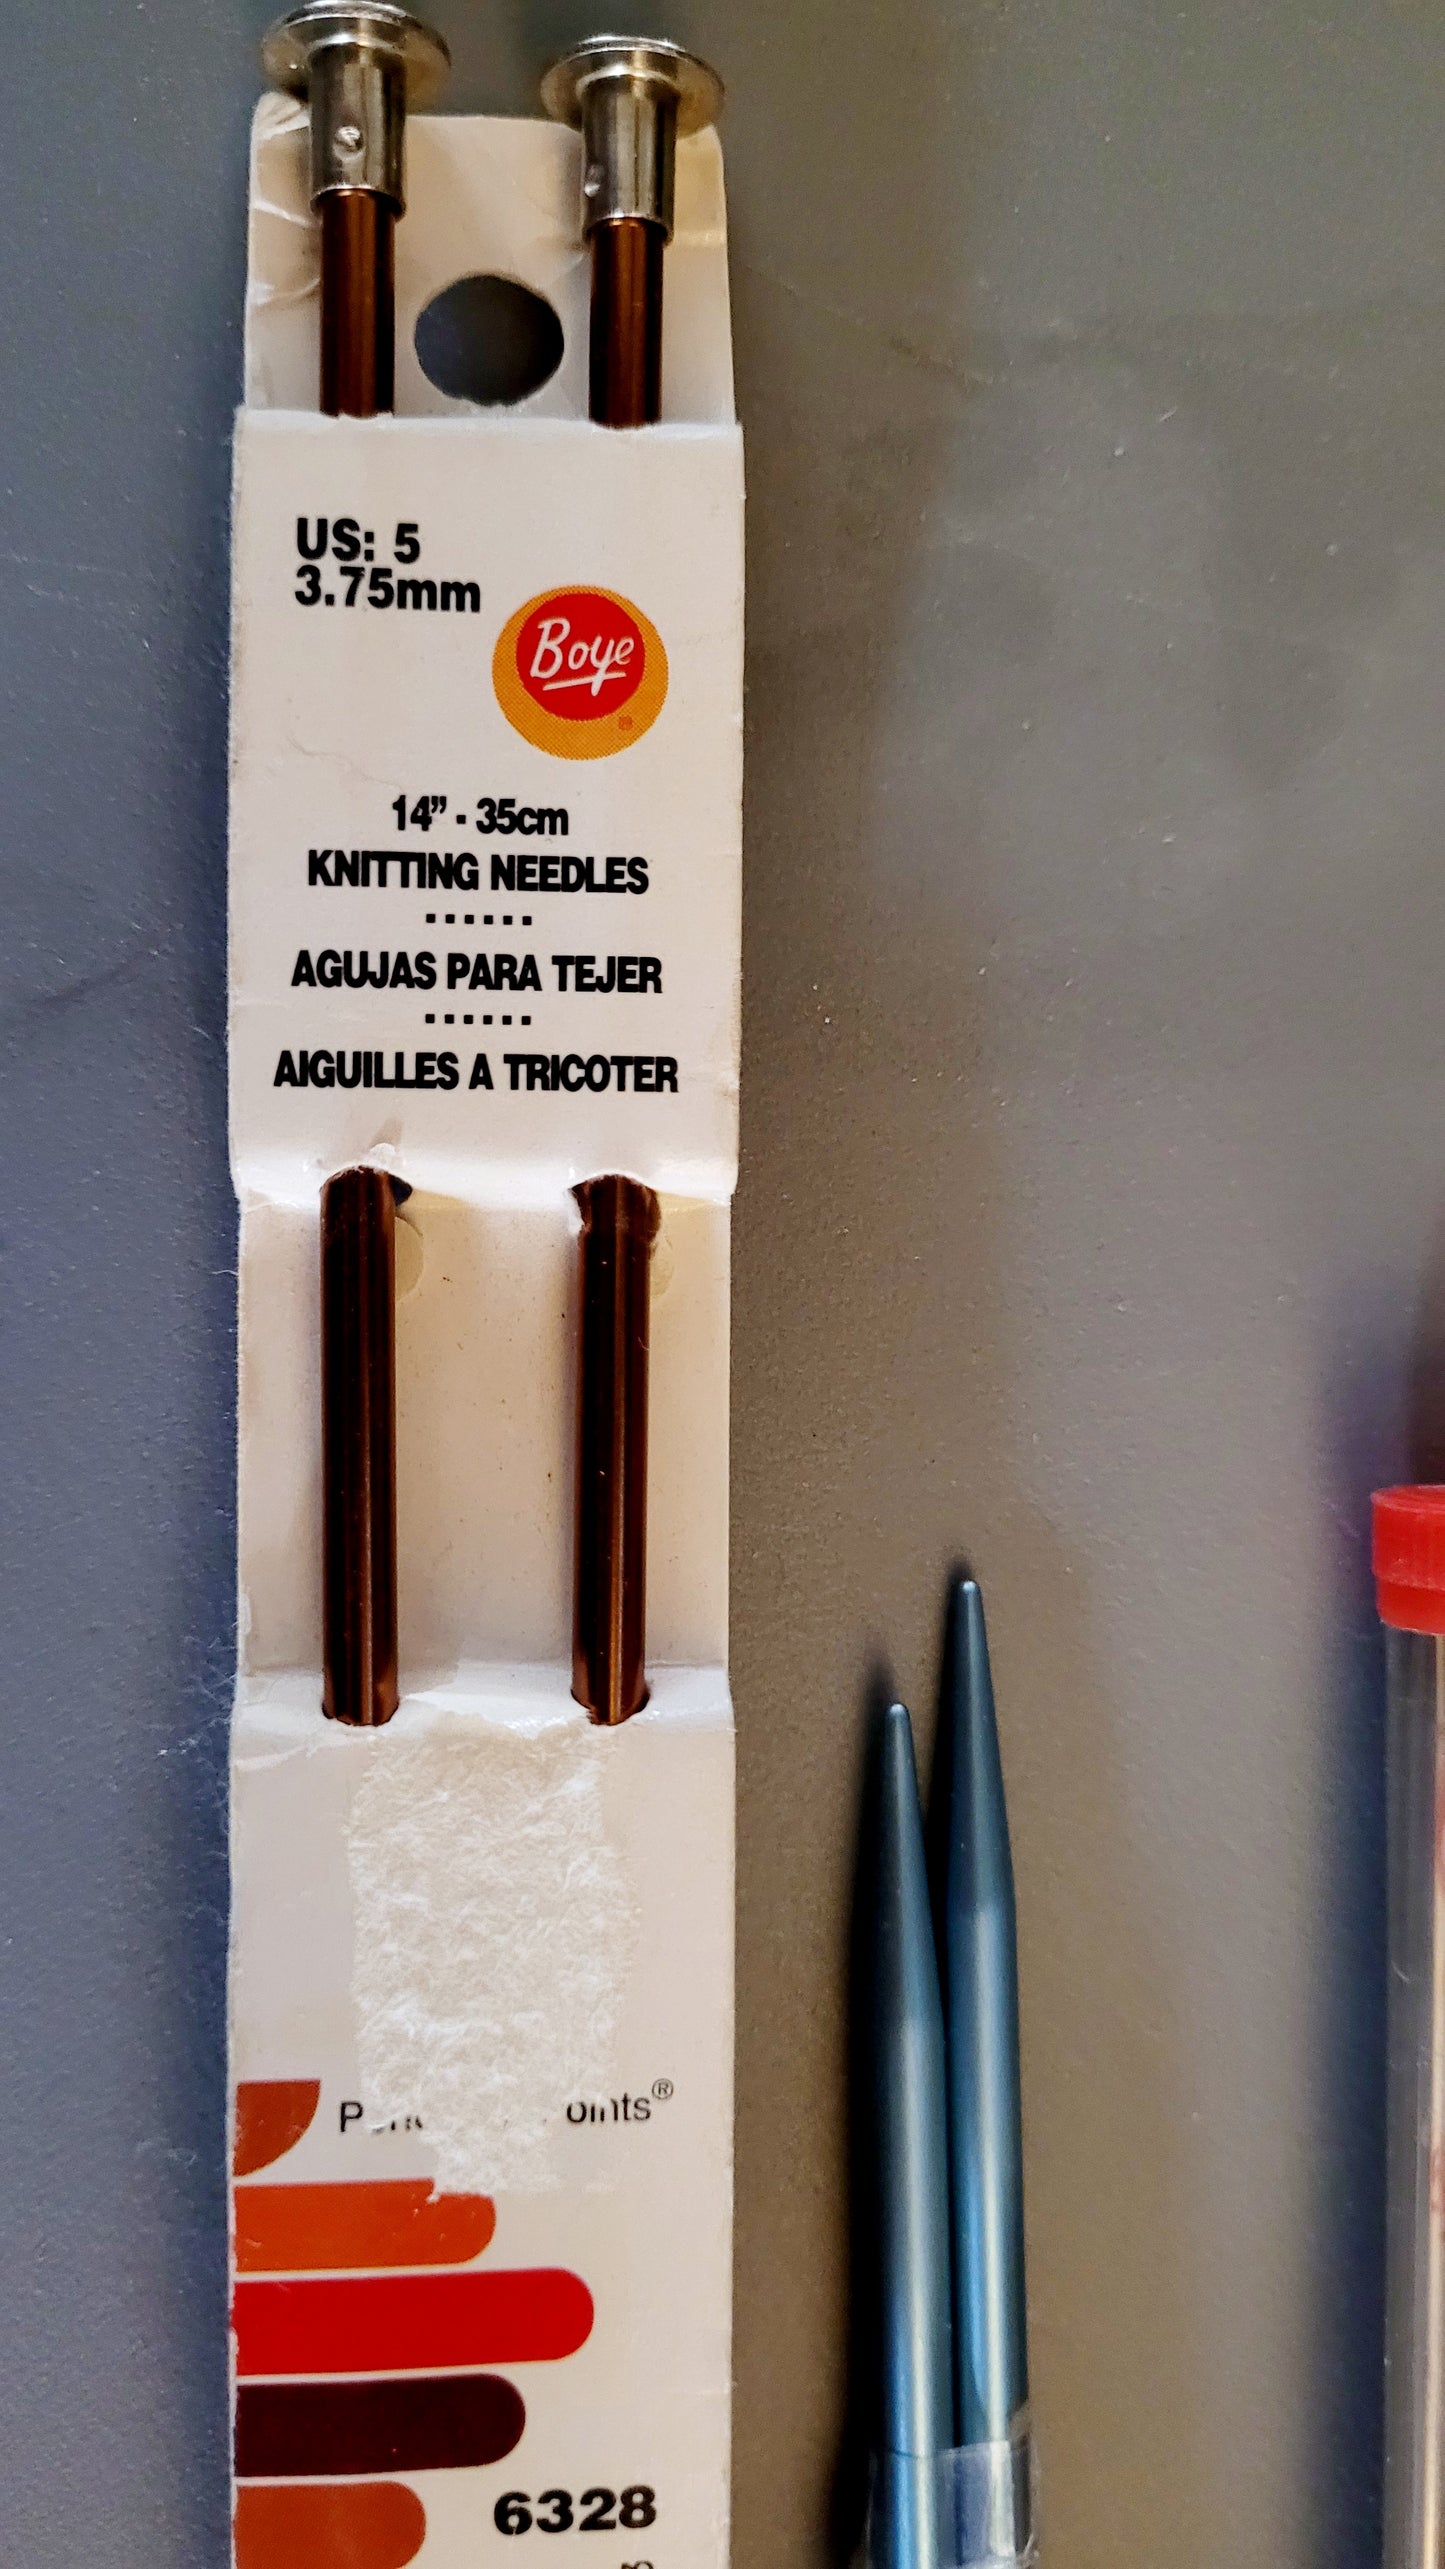 US: 5
3.75mm
Boye
14” - 35cm
KNITTING NEEDLES
AGUJAS PARA TEJER
AIGUILLES A TRICOTER
6328